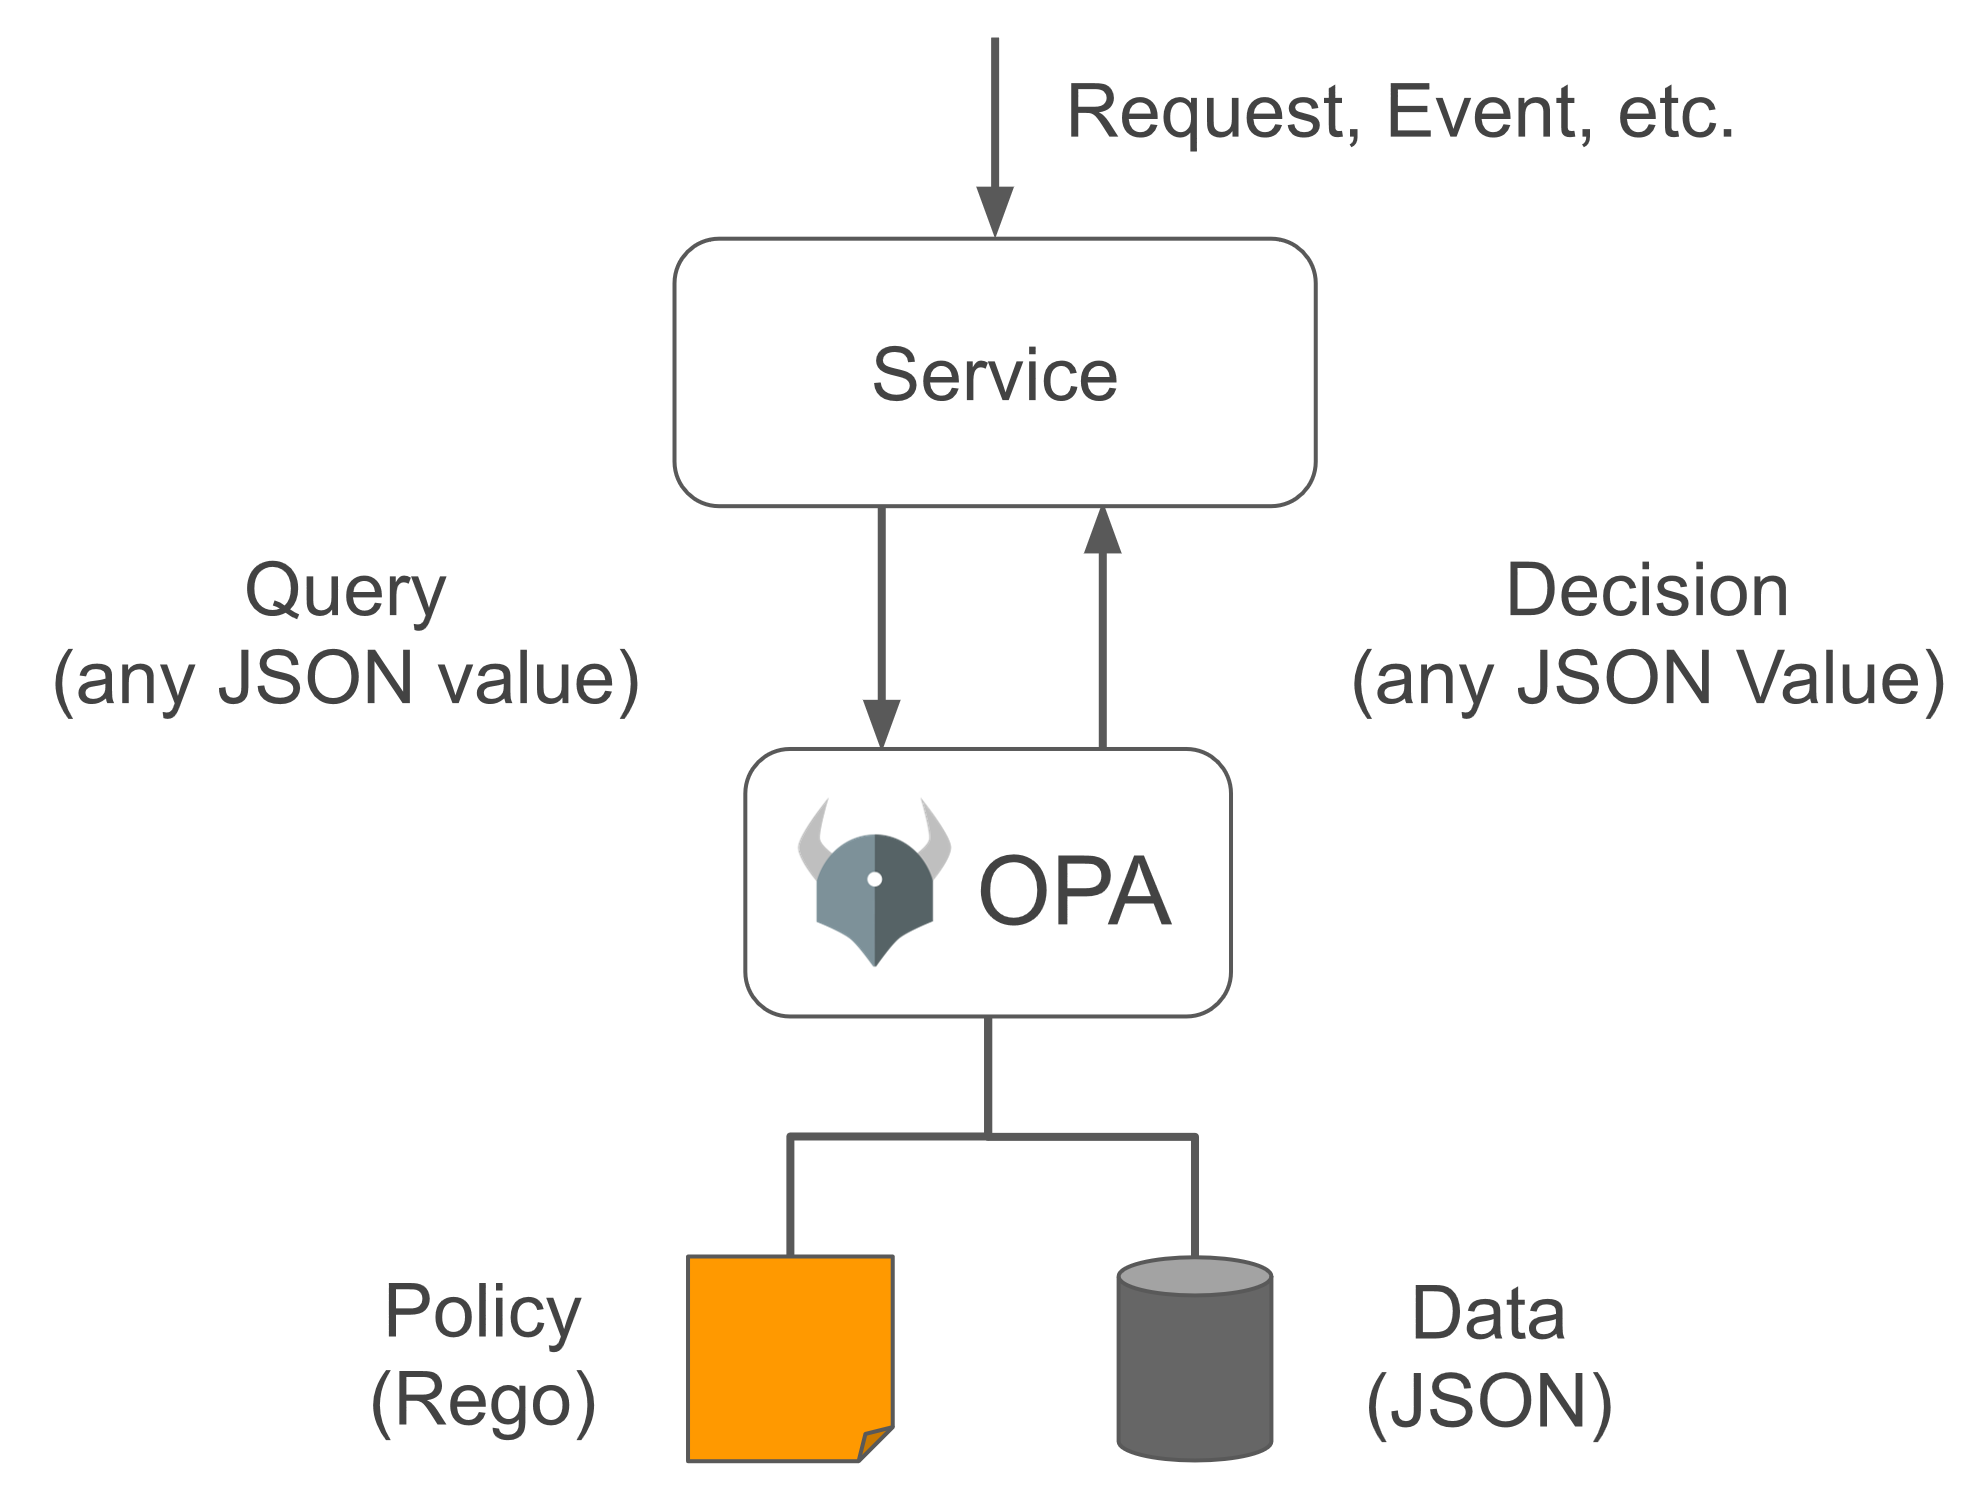 Request, Event, etc.
Service
Query
(any JSON value)
Decision
(any JSON Value)
OPA
Policy
(Rego)
Data
(JSON)